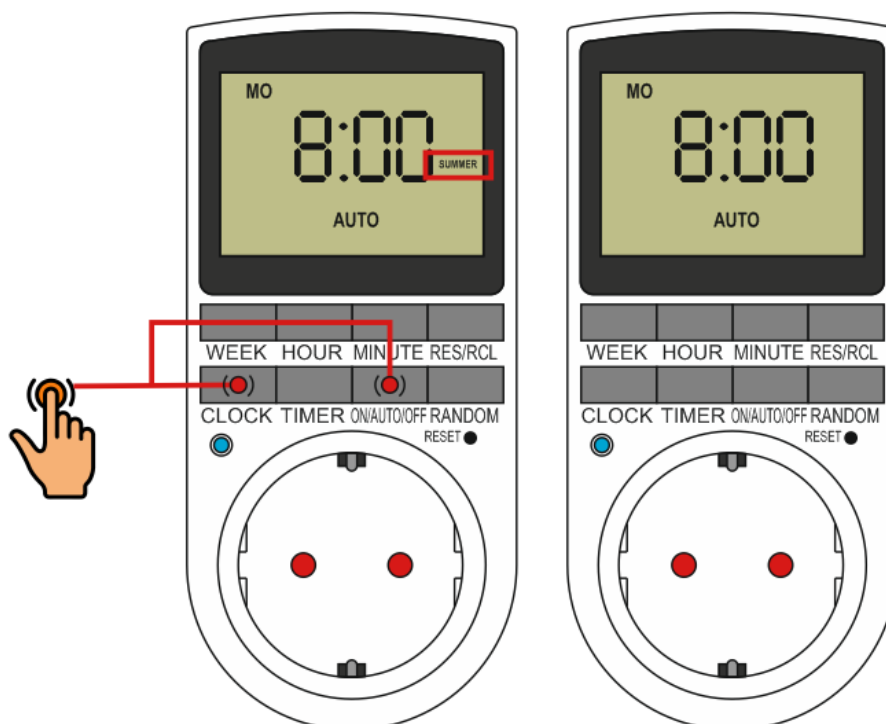 MO
8:00
SUMMER
AUTO
WEEK HOUR MINUTE RES/RCL
CLOCK TIMER ON/AUTO/OFF RANDOM
RESET
MO
8:00
AUTO
WEEK HOUR MINUTE RES/RCL
CLOCK TIMER ON/AUTO/OFF RANDOM
RESET